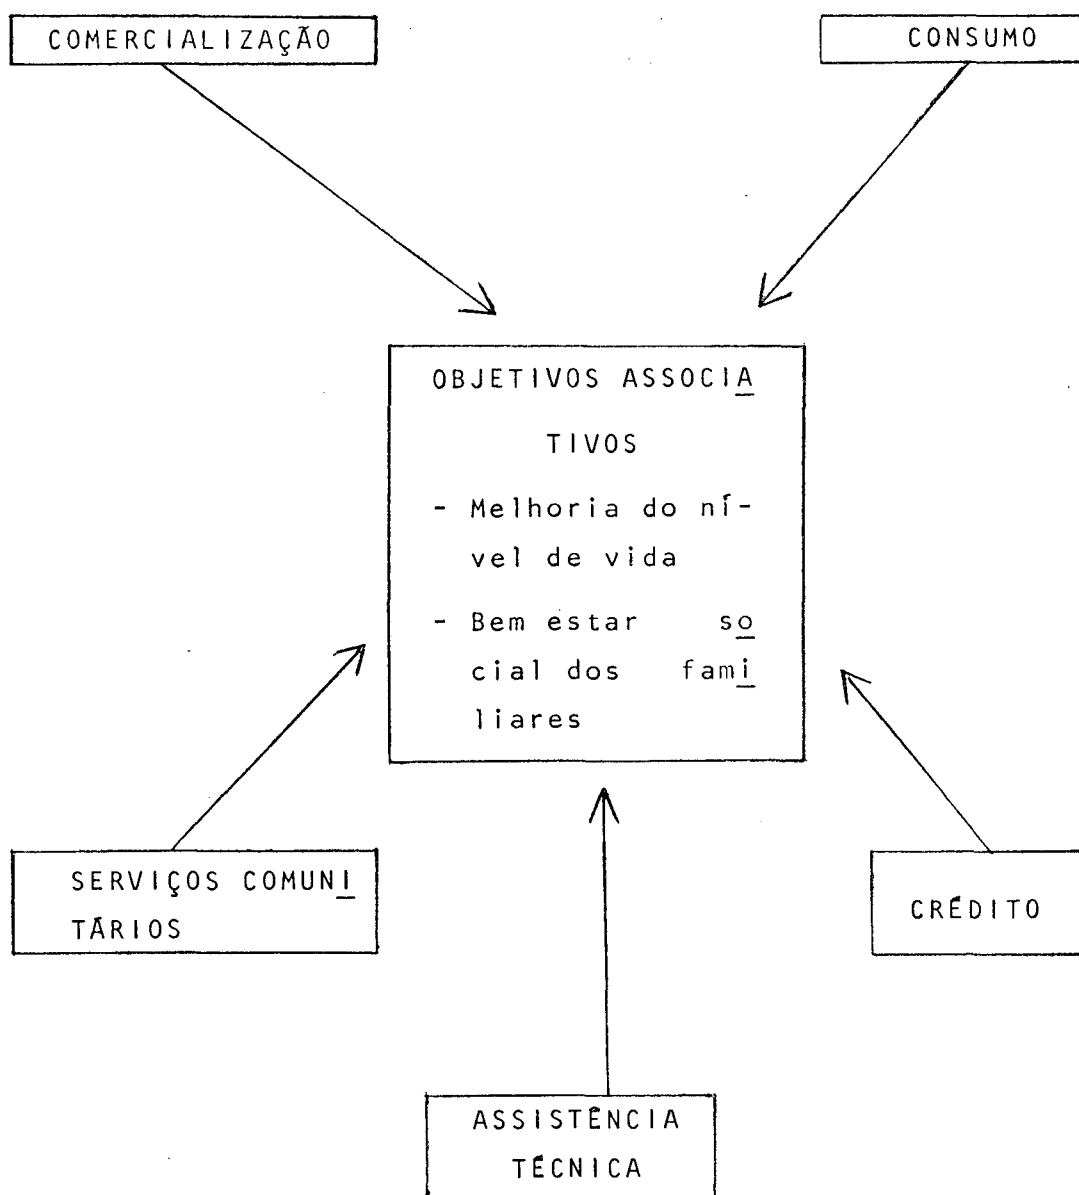 COMERCIALIZAÇÃO
CONSUMO
OBJETIVOS ASSOCIA
TIVOS
- Melhoria do ní-
vel de vida
- Bem estar so
cial dos fami
liares
SERVIÇOS COMUNI
TÁRIOS
CRÉDITO
ASSISTÊNCIA
TÉCNICA